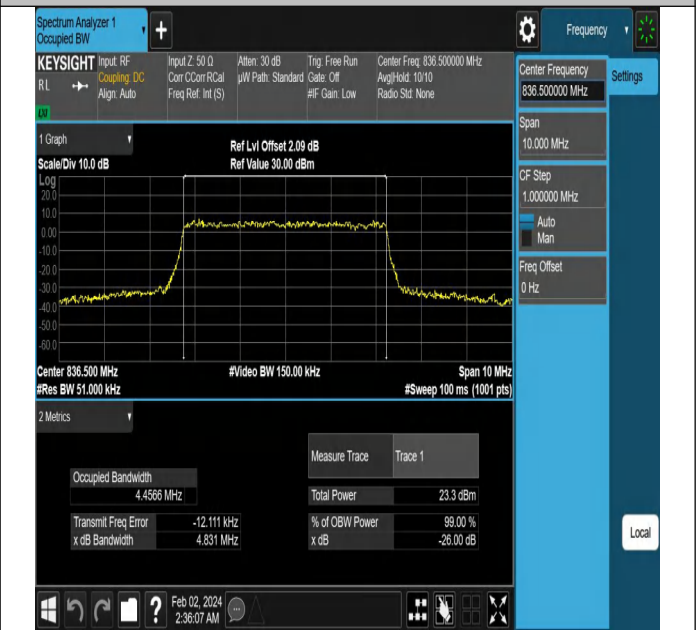 Spectrum Analyzer 1
Occupied BW
Frequency
KEYSIGHT
RL
LXI
Input: RF
Coupling: DC
Align: Auto
Input Z: 50 Ω
Corr CCorr RCal
Freq Ref: Int (S)
Atten: 30 dB
µW Path: Standard
Trig: Free Run
Gate: Off
#IF Gain: Low
Center Freq: 836.500000 MHz
Avg|Hold: 10/10
Radio Std: None
Center Frequency
836.500000 MHz
Settings
Span
10.000 MHz
CF Step
1.000000 MHz
Auto
Man
Freq Offset
0 Hz
1 Graph
Scale/Div 10.0 dB
Ref Lvl Offset 2.09 dB
Ref Value 30.00 dBm
Log
20.0
10.0
0.00
-10.0
-20.0
-30.0
-40.0
-50.0
-60.0
Center 836.500 MHz
#Res BW 51.000 kHz
#Video BW 150.00 kHz
Span 10 MHz
#Sweep 100 ms (1001 pts)
2 Metrics
Measure Trace Trace 1
Occupied Bandwidth
4.4566 MHz
Total Power 23.3 dBm
Transmit Freq Error -12.111 kHz
% of OBW Power 99.00 %
x dB Bandwidth 4.831 MHz
x dB -26.00 dB
Local
?
Feb 02, 2024
2:36:07 AM